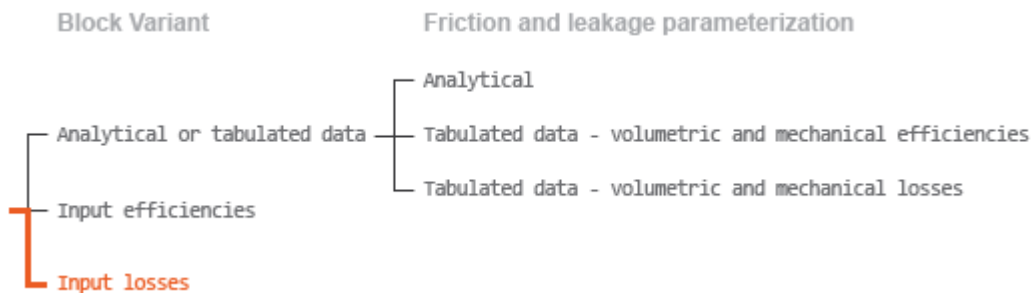 Block Variant Friction and leakage parameterization
Analytical
Analytical or tabulated data Tabulated data - volumetric and mechanical efficiencies
Tabulated data - volumetric and mechanical losses
Input efficiencies
Input losses